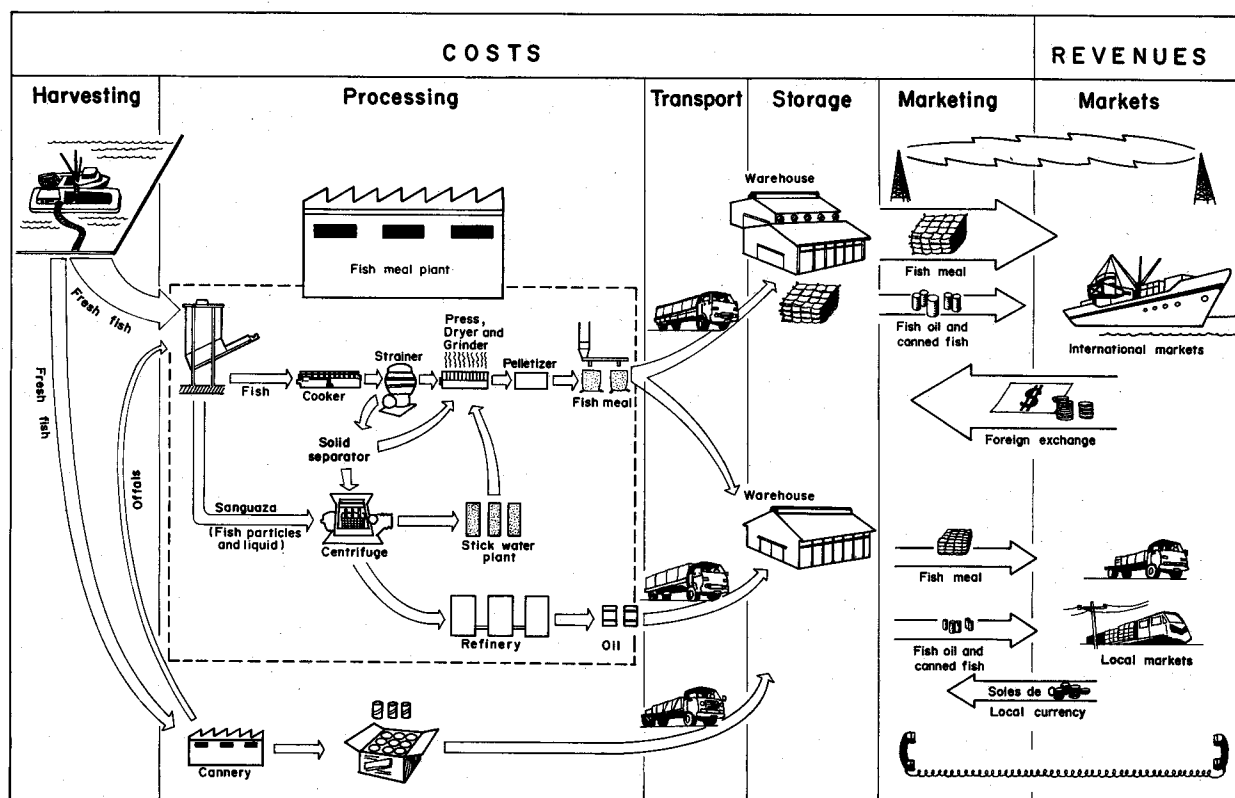 COSTS
REVENUES
Harvesting
Processing
Transport
Storage
Marketing
Markets
Fish meal plant
Fresh fish
Fresh fish
Offals
Fish
Cooker
Strainer
Press,
Dryer and
Grinder
Pelletizer
Fish meal
Solid
separator
Sanguaza
(Fish particles
and liquid)
Centrifuge
Stick water
plant
Refinery
Oil
Cannery
Warehouse
Warehouse
Fish meal
Fish oil and
canned fish
International markets
$
Foreign exchange
Fish meal
Fish oil and
canned fish
Local markets
Soles de
Local currency